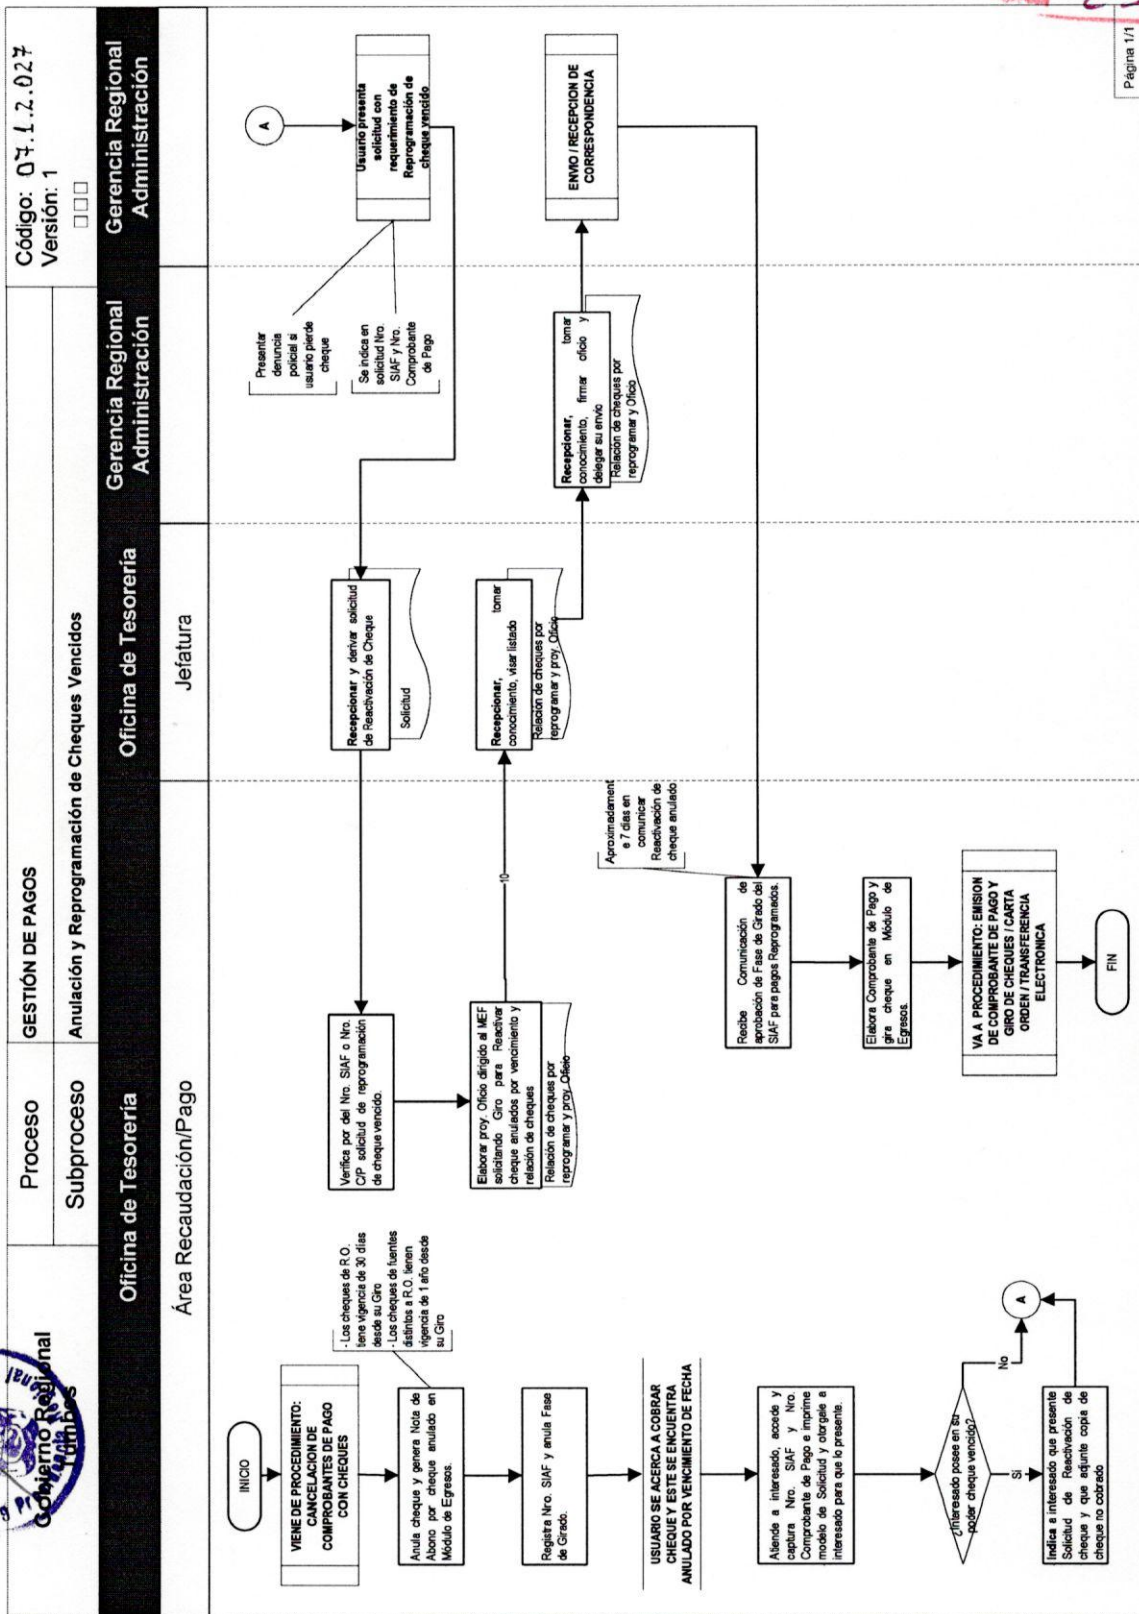 Gobierno Regional
Tumbes
Proceso
GESTIÓN DE PAGOS
Código: 07.1.2.027
Versión: 1
Subproceso
Anulación y Reprogramación de Cheques Vencidos
Oficina de Tesorería
Oficina de Tesorería
Gerencia Regional
Administración
Gerencia Regional
Administración
Área Recaudación/Pago
Jefatura
INICIO
VIENE DE PROCEDIMIENTO:
CANCELACION DE
COMPROBANTES DE PAGO
CON CHEQUES
- Los cheques de R.O.
tiene vigencia de 30 días
desde su Giro
- Los cheques de fuentes
distintos a R.O. tienen
vigencia de 1 año desde
su Giro
Anula cheque y genera Nota de
Abono por cheque anulado en
Módulo de Egresos.
Registra Nro. SIAF y anula Fase
de Girado.
USUARIO SE ACERCA A COBRAR
CHEQUE Y ESTE SE ENCUENTRA
ANULADO POR VENCIMIENTO DE FECHA
Atiende a interesado, accede y
captura Nro. SIAF y Nro.
Comprobante de Pago e imprime
modelo de Solicitud y otorgele a
interesado para que lo presente.
¿Interesado posee en su
poder cheque vencido?
No
Si
A
Indica a interesado que presente
Solicitud de Reactivación de
cheque y que adjunte copia de
cheque no cobrado
A
Usuario presenta
solicitud con
requerimiento de
Reprogramación de
cheque vencido
Presentar
denuncia
policial si
usuario pierde
cheque
Se indica en
solicitud Nro.
SIAF y Nro.
Comprobante
de Pago
Recepcionar y derivar solicitud
de Reactivación de Cheque
Solicitud
Verifica por del Nro. SIAF o Nro.
C/P solicitud de reprogramación
de cheque vencido.
Elaborar proy. Oficio dirigido al MEF
solicitando Giro para Reactivar
cheque anulados por vencimiento y
relación de cheques
Relación de cheques por
reprogramar y proy. Oficio
10
Recepcionar, tomar
conocimiento, visar listado
Relación de cheques por
reprogramar y proy. Oficio
Recepcionar, tomar
conocimiento, firmar oficio y
delegar su envio
Relación de cheques por
reprogramar y Oficio
ENVIO / RECEPCION DE
CORRESPONDENCIA
Aproximadament
e 7 dias en
comunicar
Reactivación de
cheque anulado
Recibe Comunicación de
aprobación de Fase de Girado del
SIAF para pagos Reprogramados.
Elabora Comprobante de Pago y
gira cheque en Módulo de
Egresos.
VA A PROCEDIMIENTO: EMISION
DE COMPROBANTE DE PAGO Y
GIRO DE CHEQUES / CARTA
ORDEN / TRANSFERENCIA
ELECTRONICA
FIN
Página 1/1